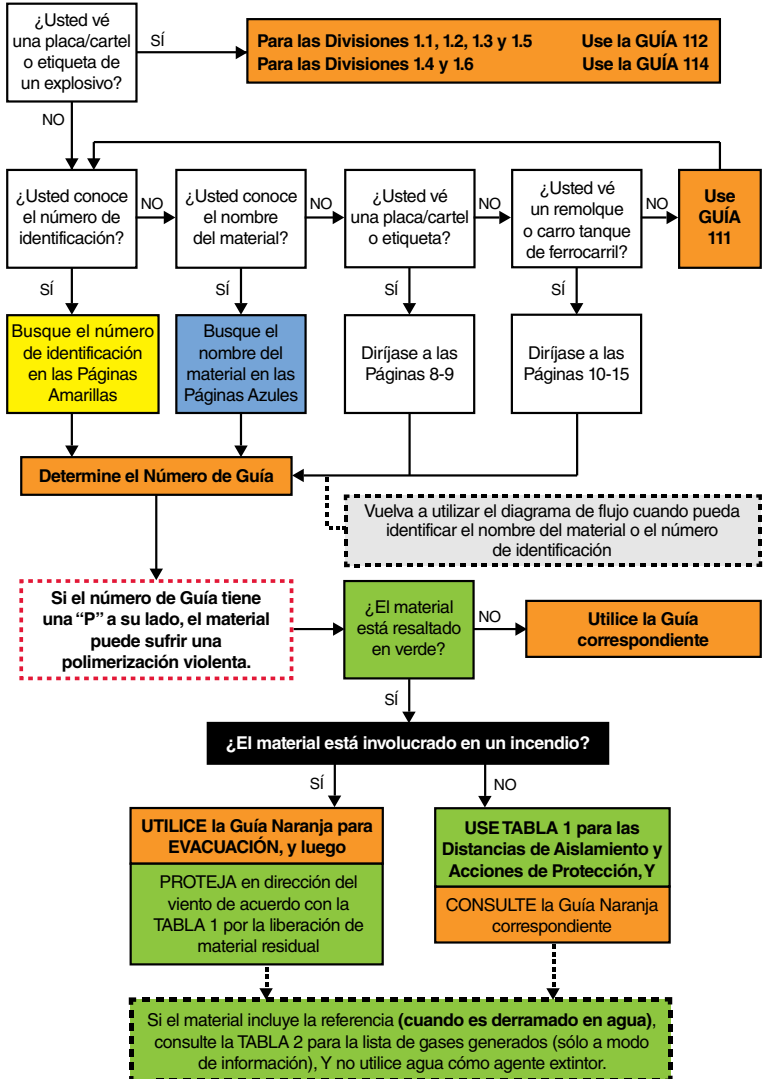 ¿Usted vé
una placa/cartel
o etiqueta de
un explosivo?
SÍ
Para las Divisiones 1.1, 1.2, 1.3 y 1.5 Use la GUÍA 112
Para las Divisiones 1.4 y 1.6 Use la GUÍA 114
NO
¿Usted conoce
el número de
identificación?
NO
¿Usted conoce
el nombre
del material?
NO
¿Usted vé
una placa/cartel
o etiqueta?
NO
¿Usted vé
un remolque
o carro tanque
de ferrocarril?
NO
Use
GUÍA
111
SÍ
SÍ
SÍ
SÍ
Busque el número
de identificación
en las Páginas
Amarillas
Busque el
nombre del
material en las
Páginas Azules
Diríjase a las
Páginas 8-9
Diríjase a las
Páginas 10-15
Determine el Número de Guía
Vuelva a utilizar el diagrama de flujo cuando pueda
identificar el nombre del material o el número
de identificación
Si el número de Guía tiene
una “P” a su lado, el material
puede sufrir una
polimerización violenta.
¿El material
está resaltado
en verde?
NO
Utilice la Guía
correspondiente
SÍ
¿El material está involucrado en un incendio?
SÍ
NO
UTILICE la Guía Naranja para
EVACUACIÓN, y luego
PROTEJA en dirección del
viento de acuerdo con la
TABLA 1 por la liberación de
material residual
USE TABLA 1 para las
Distancias de Aislamiento y
Acciones de Protección, Y
CONSULTE la Guía Naranja
correspondiente
Si el material incluye la referencia (cuando es derramado en agua),
consulte la TABLA 2 para la lista de gases generados (sólo a modo
de información), Y no utilice agua cómo agente extintor.